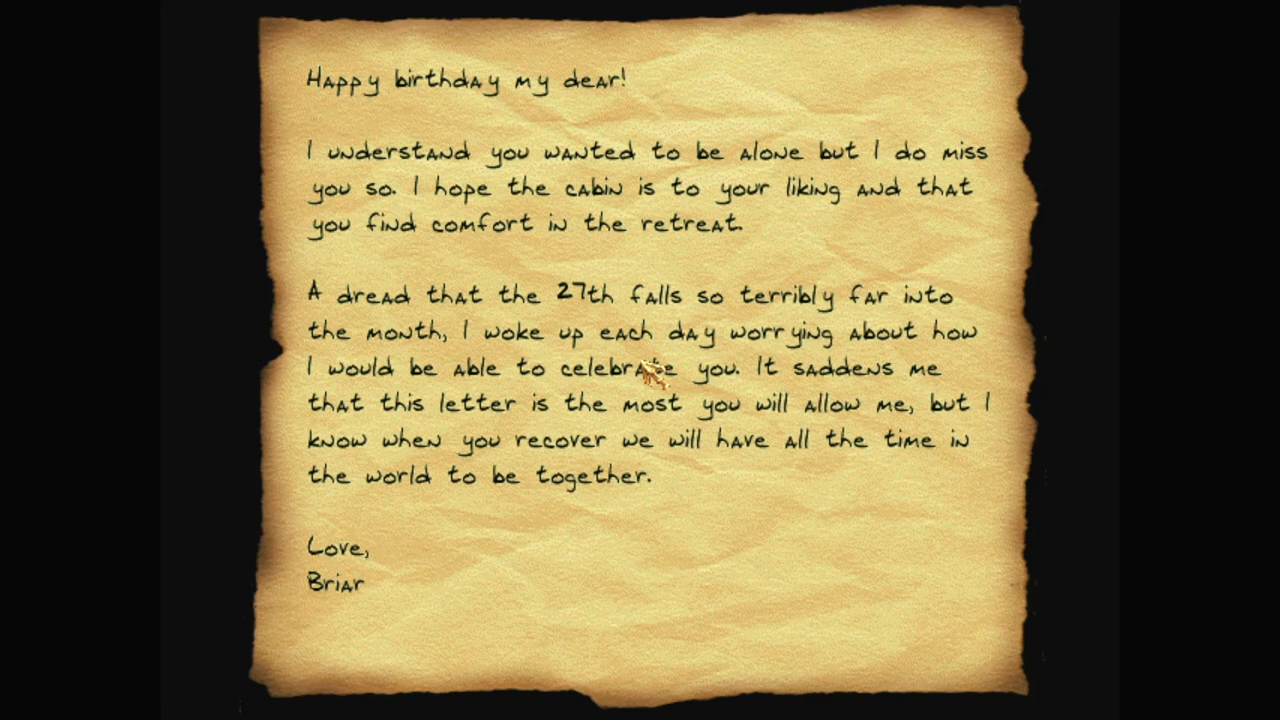 Happy birthday my dear!
I understand you wanted to be alone but I do miss
you so. I hope the cabin is to your liking and that
you find comfort in the retreat.
A dread that the 27th falls so terribly far into
the month, I woke up each day worrying about how
I would be able to celebrate you. It saddens me
that this letter is the most you will allow me, but I
know when you recover we will have all the time in
the world to be together.
Love,
Briar